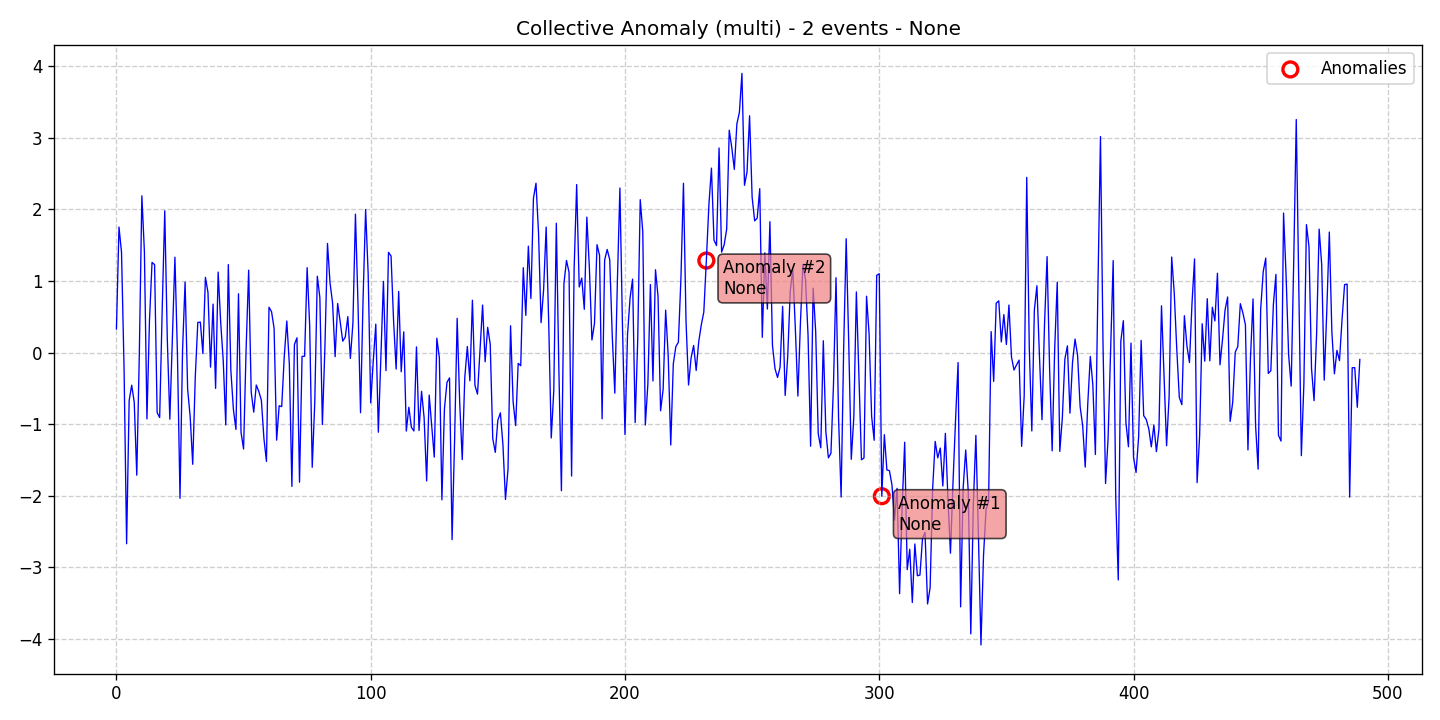 Collective Anomaly (multi) - 2 events - None
Anomalies
Anomaly #2
None
Anomaly #1
None
4
3
2
1
0
−1
−2
−3
−4
0
100
200
300
400
500